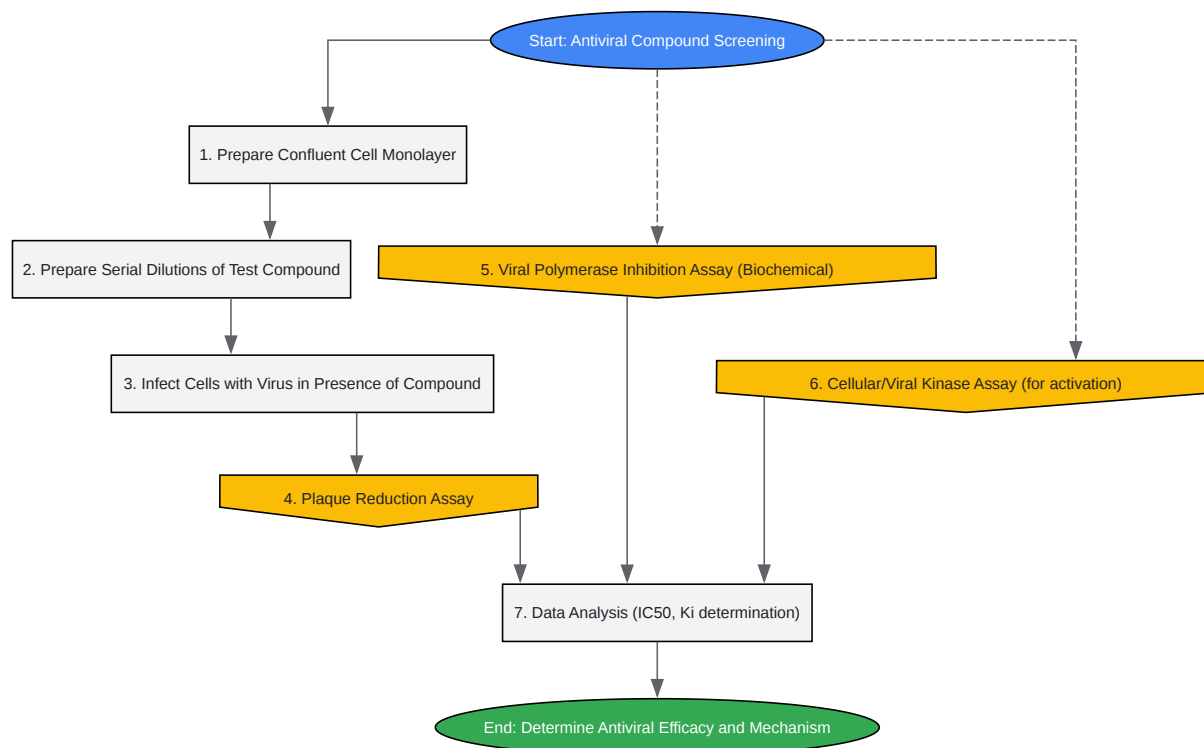 Start: Antiviral Compound Screening
1. Prepare Confluent Cell Monolayer
2. Prepare Serial Dilutions of Test Compound
5. Viral Polymerase Inhibition Assay (Biochemical)
3. Infect Cells with Virus in Presence of Compound
6. Cellular/Viral Kinase Assay (for activation)
4. Plaque Reduction Assay
7. Data Analysis (IC50, Ki determination)
End: Determine Antiviral Efficacy and Mechanism